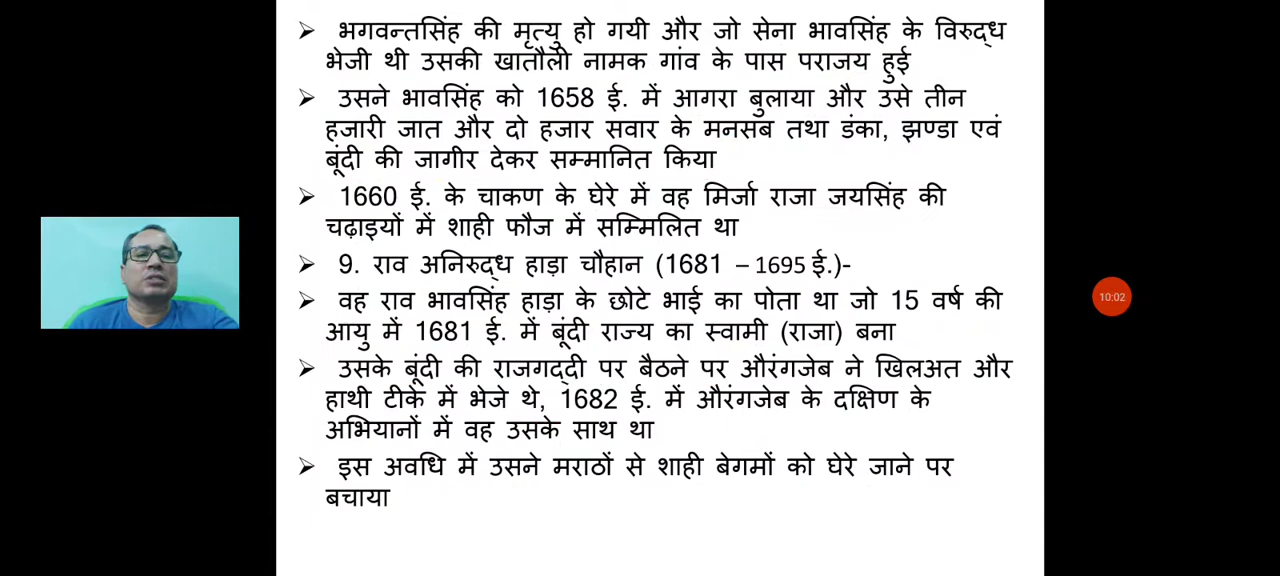 ➢ भगवन्तसिंह की मृत्यु हो गयी और जो सेना भावसिंह के विरुद्ध
भेजी थी उसकी खातौली नामक गांव के पास पराजय हुई
➢ उसने भावसिंह को 1658 ई. में आगरा बुलाया और उसे तीन
हजारी जात और दो हजार सवार के मनसब तथा डंका, झण्डा एवं
बूंदी की जागीर देकर सम्मानित किया
➢ 1660 ई. के चाकण के घेरे में वह मिर्जा राजा जयसिंह की
चढ़ाइयों में शाही फौज में सम्मिलित था
➢ 9. राव अनिरुद्ध हाड़ा चौहान (1681 – 1695 ई.)-
➢ वह राव भावसिंह हाड़ा के छोटे भाई का पोता था जो 15 वर्ष की
आयु में 1681 ई. में बूंदी राज्य का स्वामी (राजा) बना
➢ उसके बूंदी की राजगद्दी पर बैठने पर औरंगजेब ने खिलअत और
हाथी टीके में भेजे थे, 1682 ई. में औरंगजेब के दक्षिण के
अभियानों में वह उसके साथ था
➢ इस अवधि में उसने मराठों से शाही बेगमों को घेरे जाने पर
बचाया
10:02